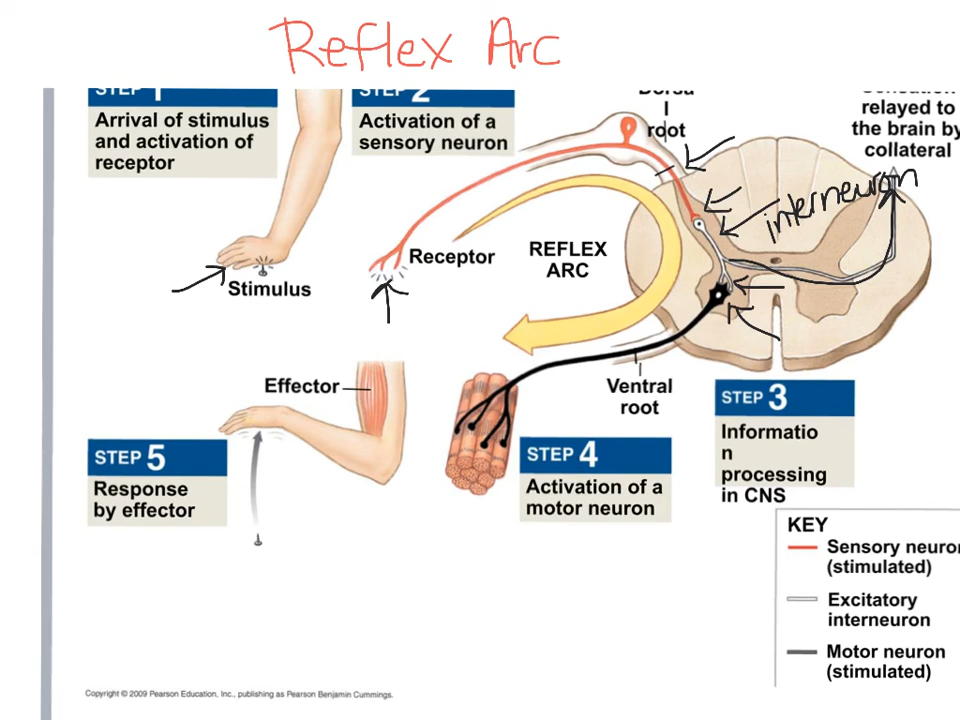 Reflex Arc
STEP 1
Arrival of stimulus
and activation of
receptor
STEP 2
Activation of a
sensory neuron
Dorsa
l
root
Sensation
relayed to
the brain by
collateral
interneuron
Receptor
REFLEX
ARC
Stimulus
Effector
Ventral
root
STEP 3
Informatio
n
processing
in CNS
STEP 4
Activation of a
motor neuron
STEP 5
Response
by effector
KEY
Sensory neuron
(stimulated)
Excitatory
interneuron
Motor neuron
(stimulated)
Copyright © 2009 Pearson Education, Inc., publishing as Pearson Benjamin Cummings.